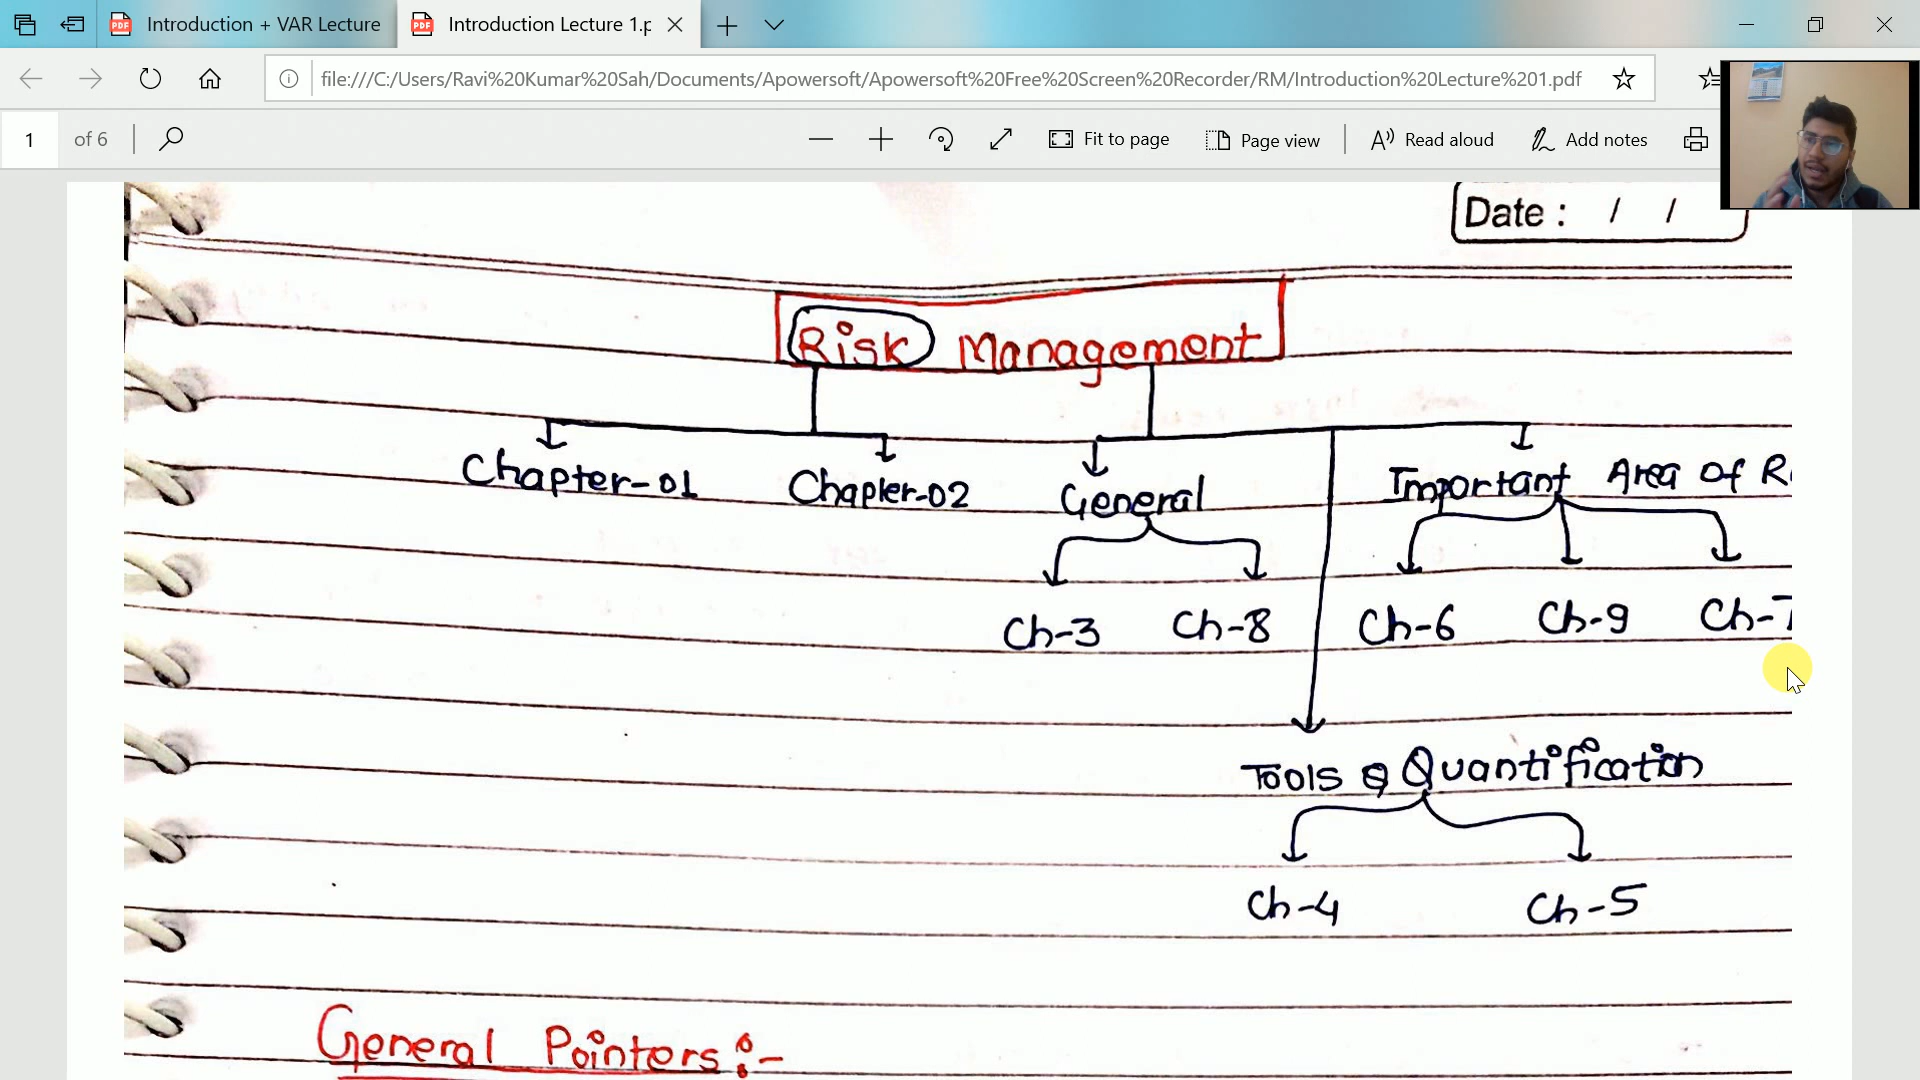 Introduction + VAR Lecture
Introduction Lecture 1.p
file:///C:/Users/Ravi%20Kumar%20Sah/Documents/Apowersoft/Apowersoft%20Free%20Screen%20Recorder/RM/Introduction%20Lecture%201.pdf
1 of 6
Fit to page
Page view
Read aloud
Add notes
Date : / /
Risk Management
Chapter-01 Chapter-02 General Important Area of R
Ch-3 Ch-8 Ch-6 Ch-9 Ch-7
Tools & Quantification
Ch-4 Ch-5
General Pointers :-